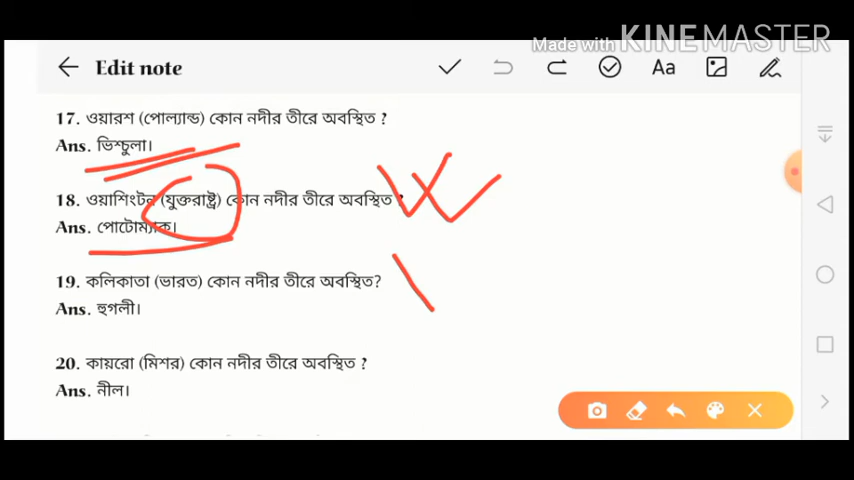 Made with KINEMASTER
Edit note
Aa
17. ওয়ারশ (পোল্যান্ড) কোন নদীর তীরে অবস্থিত ?
Ans. ভিশ্চুলা।
18. ওয়াশিংটন (যুক্তরাষ্ট্র) কোন নদীর তীরে অবস্থিত ?
Ans. পোটোম্যাক।
19. কলিকাতা (ভারত) কোন নদীর তীরে অবস্থিত?
Ans. হুগলী।
20. কায়রো (মিশর) কোন নদীর তীরে অবস্থিত ?
Ans. নীল।